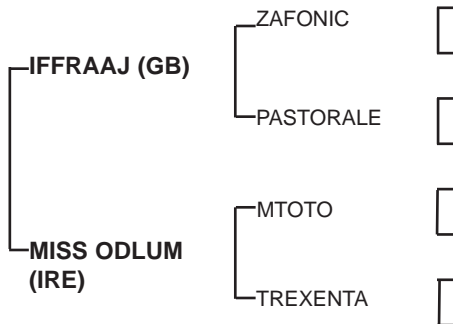 ZAFONIC
IFFRAAJ (GB)
PASTORALE
MTOTO
MISS ODLUM
(IRE)
TREXENTA